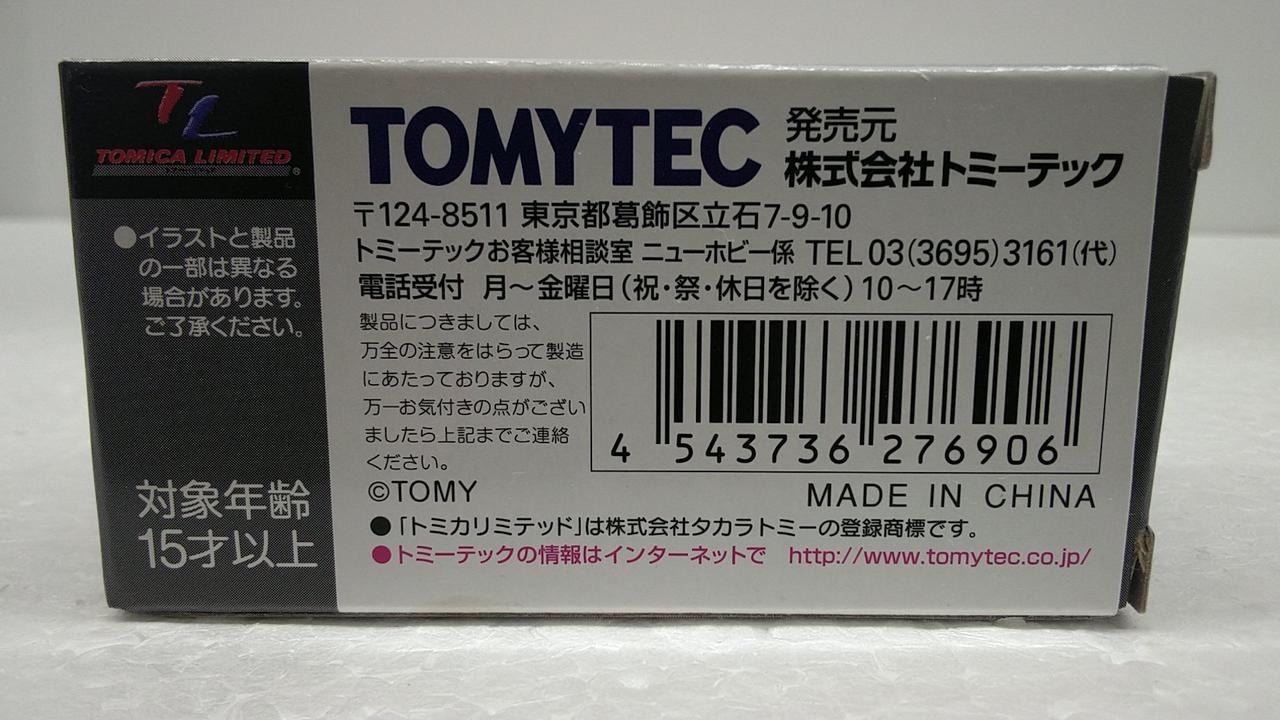 TL
TOMICA LIMITED
®
●イラストと製品
の一部は異なる
場合があります。
ご了承ください。
対象年齢
15才以上
TOMYTEC
発売元
株式会社トミーテック
〒124-8511 東京都葛飾区立石7-9-10
トミーテックお客様相談室 ニューホビー係 TEL 03(3695)3161(代)
電話受付 月〜金曜日(祝・祭・休日を除く)10〜17時
製品につきましては、
万全の注意をはらって製造
にあたっておりますが、
万一お気付きの点がござい
ましたら上記までご連絡
ください。
4 543736 276906
©TOMY
MADE IN CHINA
●「トミカリミテッド」は株式会社タカラトミーの登録商標です。
●トミーテックの情報はインターネットで http://www.tomytec.co.jp/